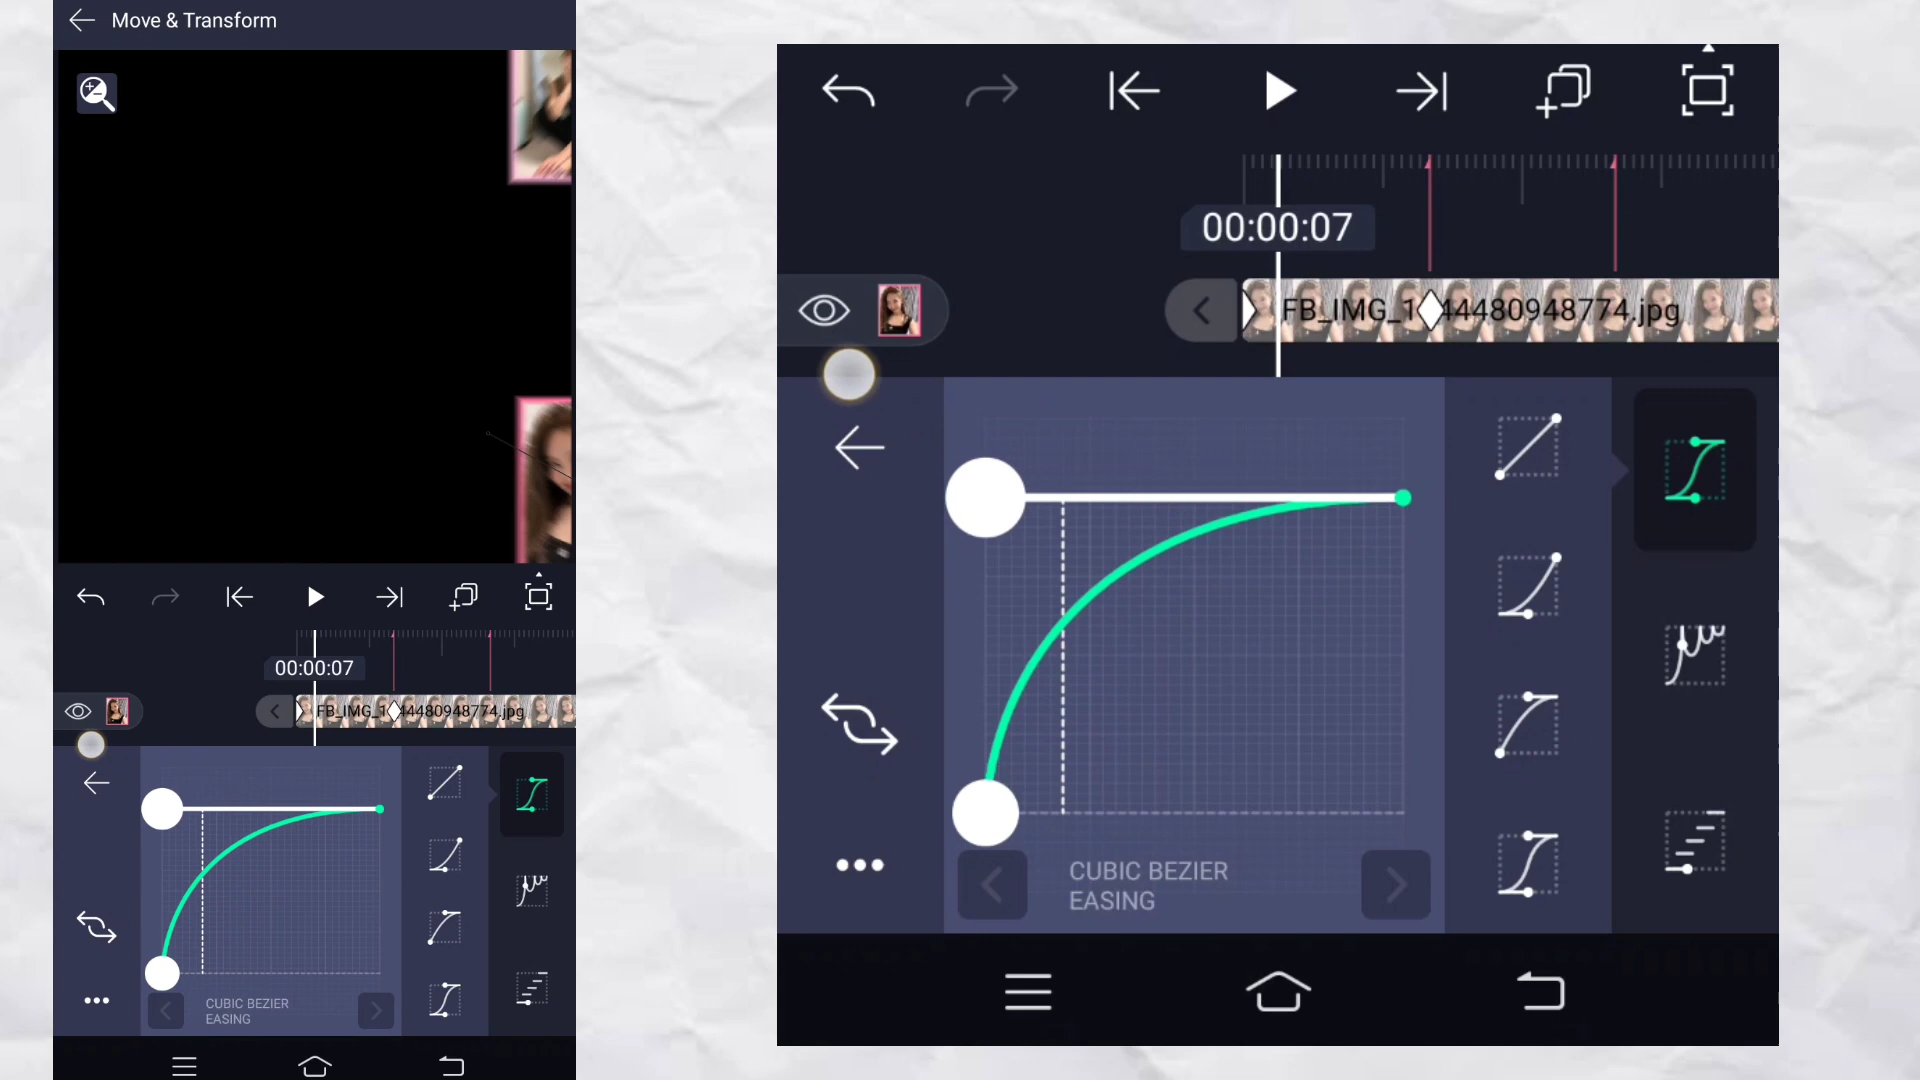 Move & Transform
00:00:07
FB_IMG_1 44480948774.jpg
CUBIC BEZIER
EASING
00:00:07
FB_IMG_1 44480948774.jpg
CUBIC BEZIER
EASING